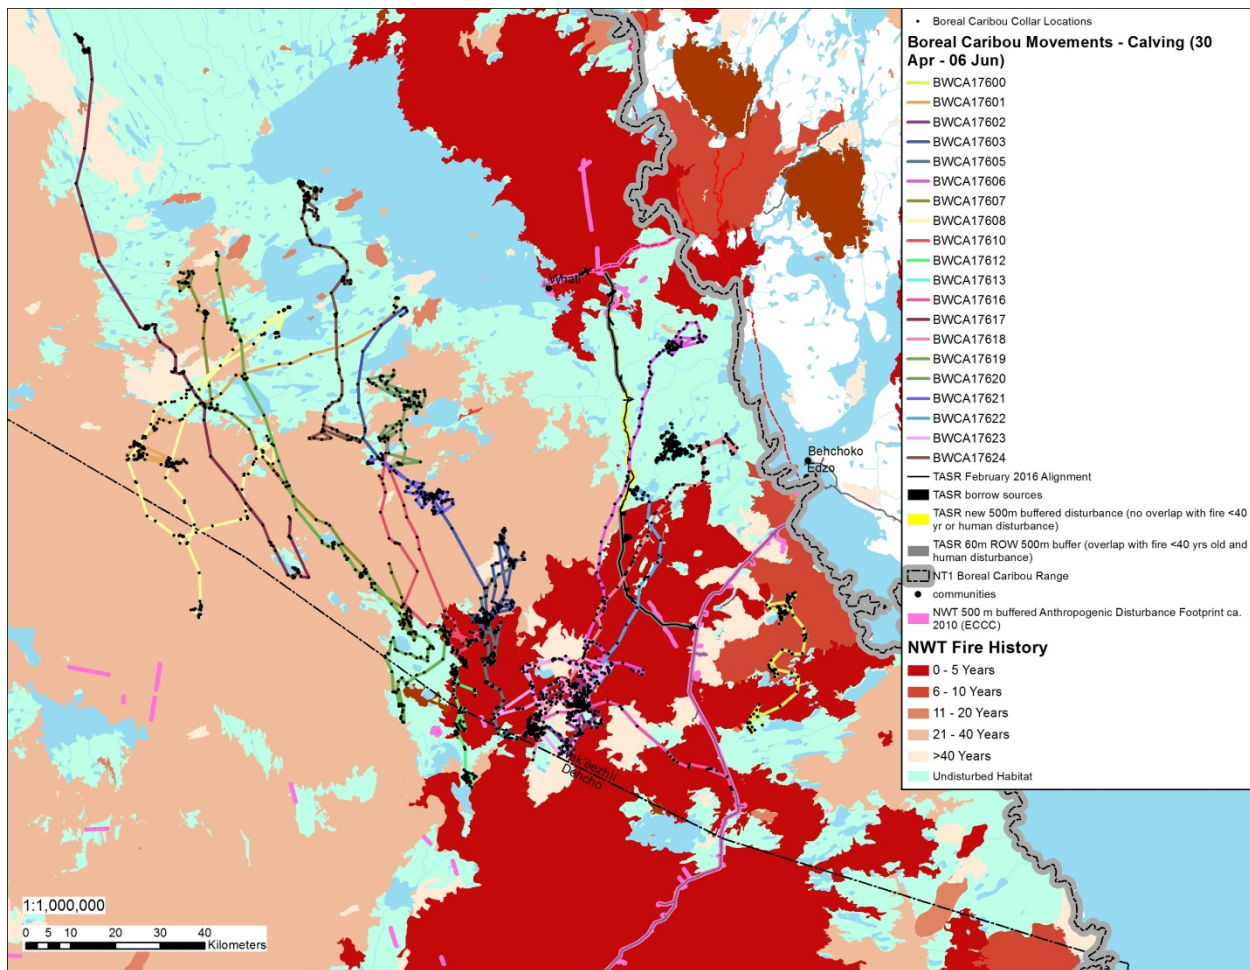 Boreal Caribou Collar Locations
Boreal Caribou Movements - Calving (30
Apr - 06 Jun)
BWCA17600
BWCA17601
BWCA17602
BWCA17603
BWCA17605
BWCA17606
BWCA17607
BWCA17608
BWCA17610
BWCA17612
BWCA17613
BWCA17616
BWCA17617
BWCA17618
BWCA17619
BWCA17620
BWCA17621
BWCA17622
BWCA17623
BWCA17624
TASR February 2016 Alignment
TASR borrow sources
TASR new 500m buffered disturbance (no overlap with fire <40
yr or human disturbance)
TASR 60m ROW 500m buffer (overlap with fire <40 yrs old and
human disturbance)
NT1 Boreal Caribou Range
communities
NWT 500 m buffered Anthropogenic Disturbance Footprint ca.
2010 (ECCC)
NWT Fire History
0 - 5 Years
6 - 10 Years
11 - 20 Years
21 - 40 Years
>40 Years
Undisturbed Habitat
Whati
Behchoko
Edzo
Dehcho
1:1,000,000
0 5 10 20 30 40
Kilometers